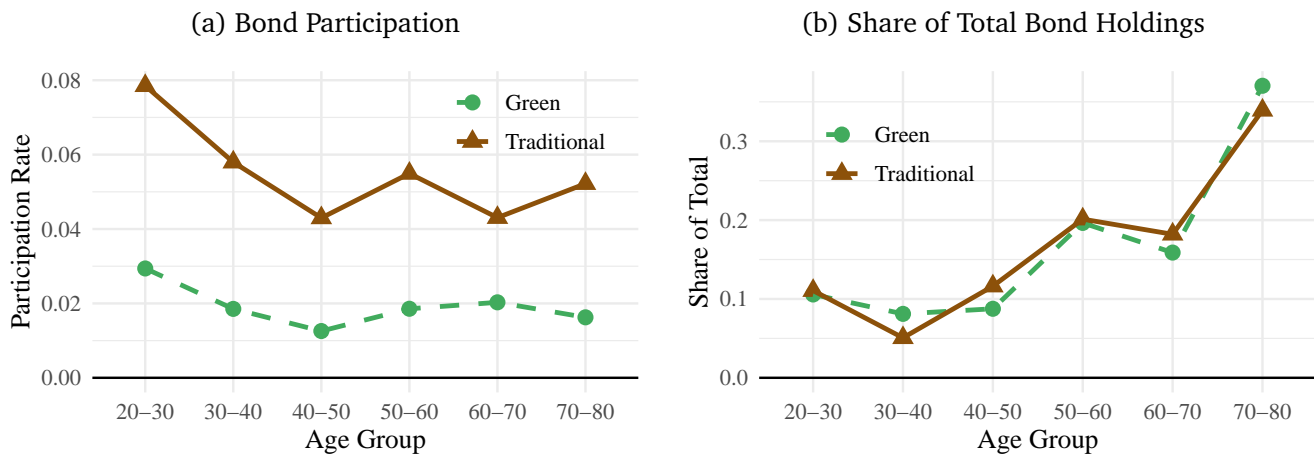 (a) Bond Participation
Participation Rate
0.08
0.06
0.04
0.02
0.00
Green
Traditional
20–30 30–40 40–50 50–60 60–70 70–80
Age Group
(b) Share of Total Bond Holdings
Share of Total
0.3
0.2
0.1
0.0
Green
Traditional
20–30 30–40 40–50 50–60 60–70 70–80
Age Group